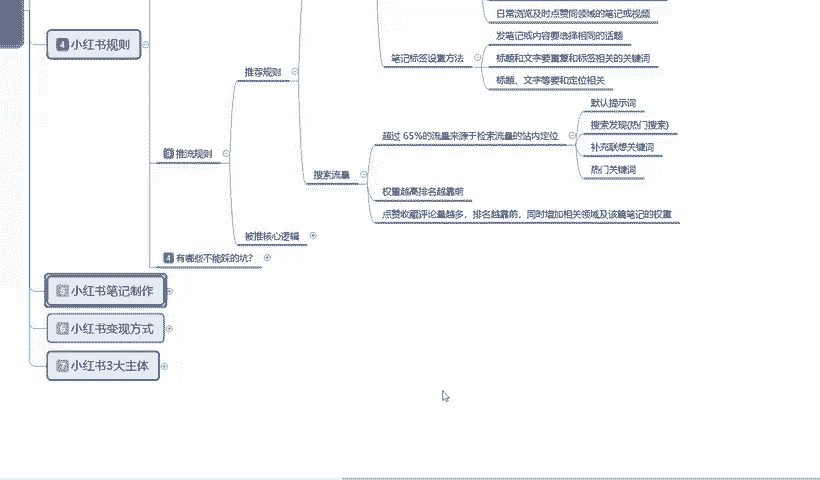 日常浏览及时点赞同领域的笔记或视频
4 小红书规则
发笔记或内容要选择相同的话题
笔记标签设置方法
标题和文字要重复和标签相关的关键词
推荐规则
标题、文字等要和定位相关
默认提示词
搜索发现(热门搜索)
超过 65%的流量来源于检索流量的站内定位
补充联想关键词
3 推流规则
热门关键词
搜索流量
权重越高排名越靠前
点赞收藏评论量越多，排名越靠前，同时增加相关领域及该篇笔记的权重
被推核心逻辑
4 有哪些不能踩的坑?
5 小红书笔记制作
6 小红书变现方式
7 小红书3大主体